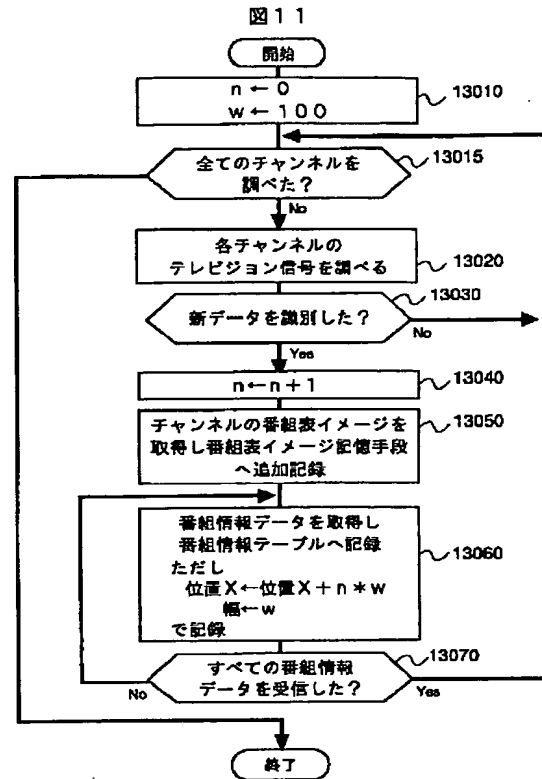 図11
開始
n ← 0
w ← 100
13010
全てのチャンネルを
調べた？
13015
No
各チャンネルの
テレビジョン信号を調べる
13020
新データを識別した？
13030
No
Yes
n←n+1
13040
チャンネルの番組表イメージを
取得し番組表イメージ記憶手段
へ追加記録
13050
番組情報データを取得し
番組情報テーブルへ記録
ただし
位置X←位置X+n*w
幅←w
で記録
13060
すべての番組情報
データを受信した？
13070
No
Yes
終了